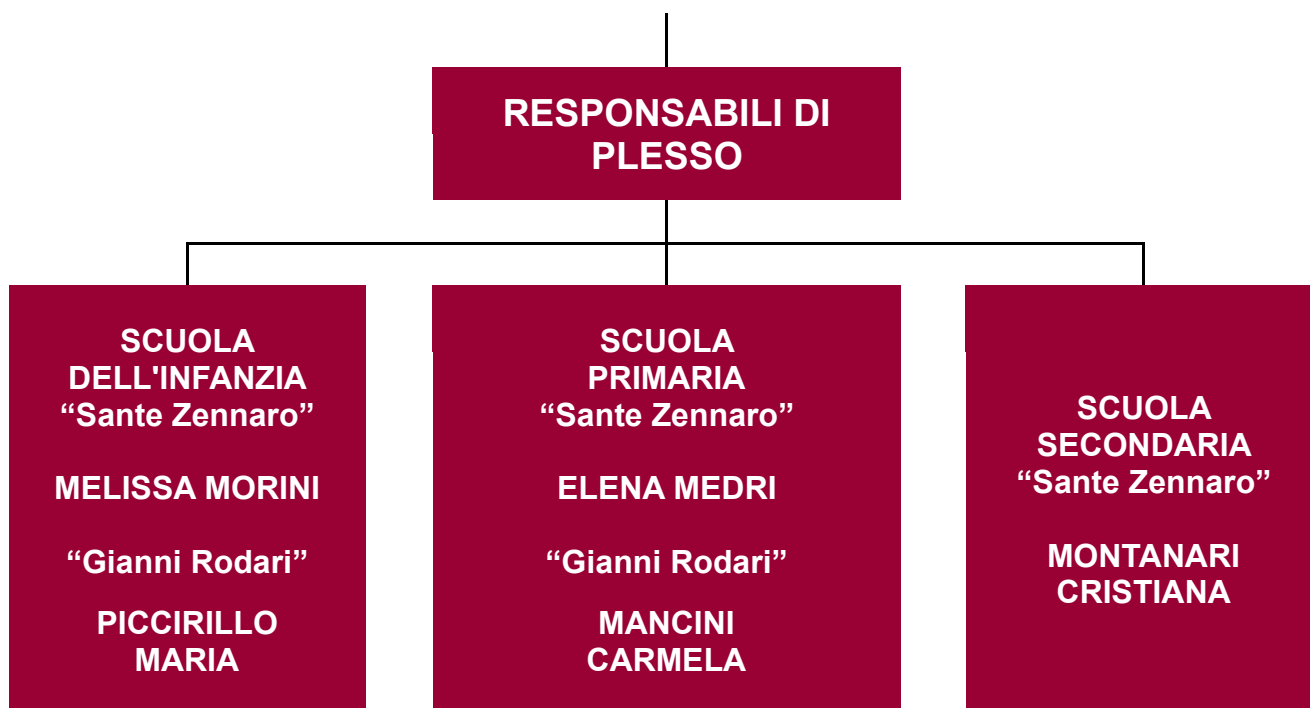 RESPONSABILI DI
PLESSO
SCUOLA
DELL'INFANZIA
“Sante Zennaro”
MELISSA MORINI
“Gianni Rodari”
PICCIRILLO
MARIA
SCUOLA
PRIMARIA
“Sante Zennaro”
ELENA MEDRI
“Gianni Rodari”
MANCINI
CARMELA
SCUOLA
SECONDARIA
“Sante Zennaro”
MONTANARI
CRISTIANA